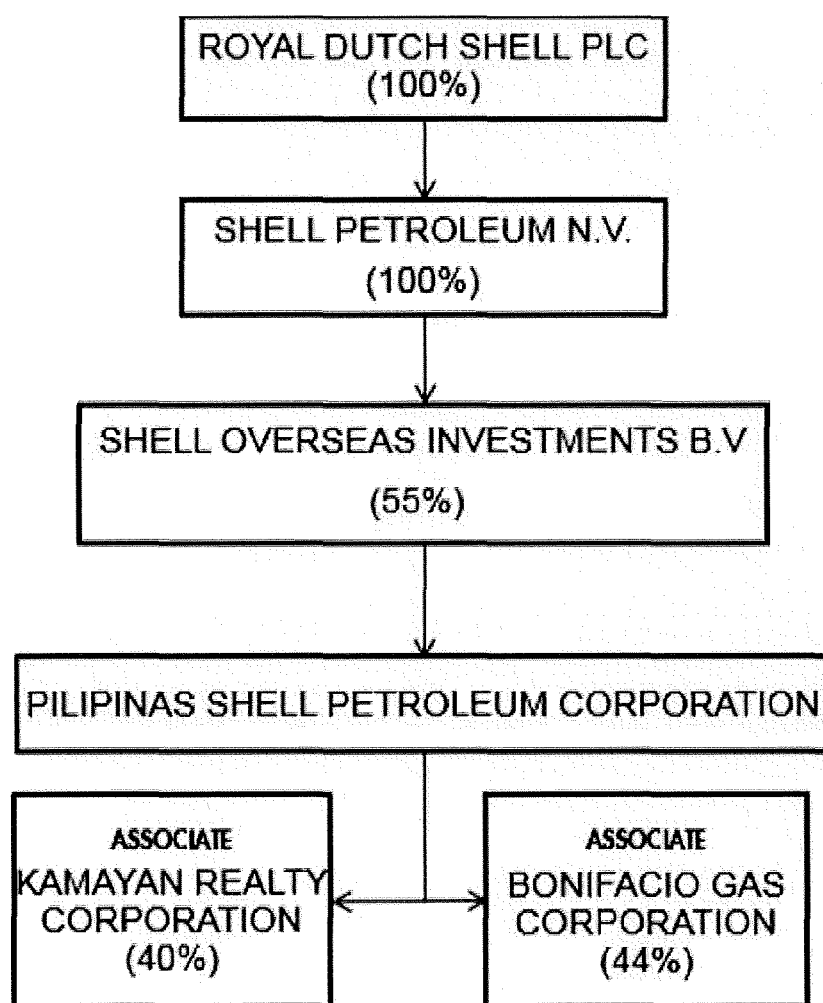 ROYAL DUTCH SHELL PLC
(100%)
SHELL PETROLEUM N.V.
(100%)
SHELL OVERSEAS INVESTMENTS B.V
(55%)
PILIPINAS SHELL PETROLEUM CORPORATION
ASSOCIATE
KAMAYAN REALTY
CORPORATION
(40%)
ASSOCIATE
BONIFACIO GAS
CORPORATION
(44%)